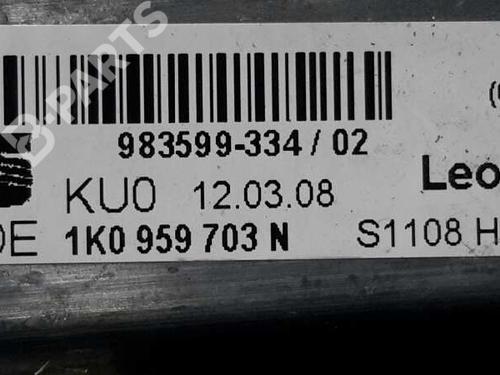 B-PARTS
983599-334 / 02
KU0 12.03.08 Leo
DE 1K0 959 703 N S1108 H